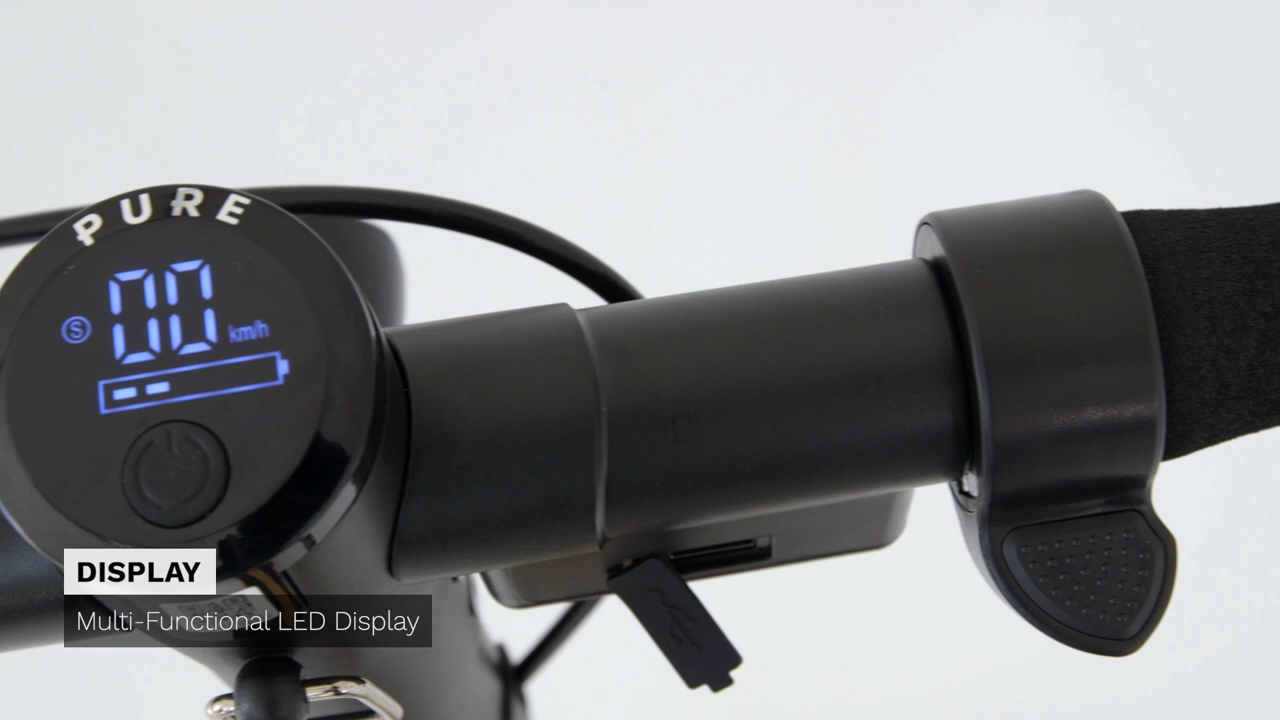 PURE
S
00
km/h
DISPLAY
Multi-Functional LED Display